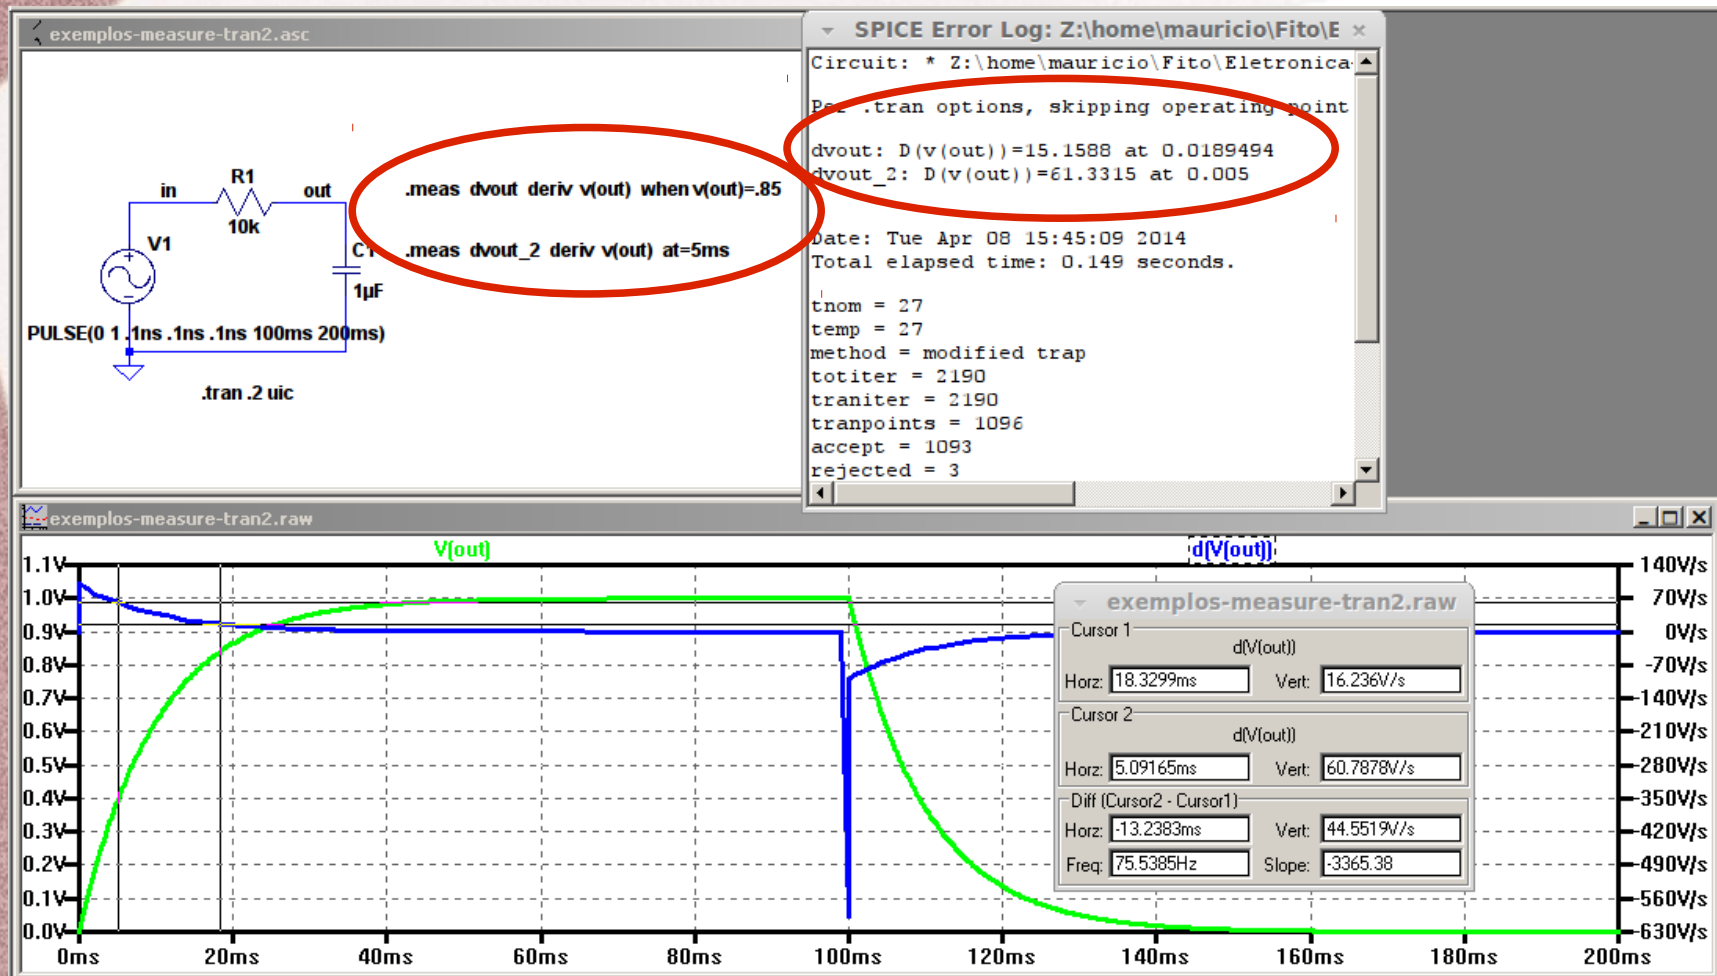 exemplos-measure-tran2.asc
R1
in
out
10k
V1
C1
1µF
PULSE(0 1 .1ns .1ns .1ns 100ms 200ms)
.tran .2 uic
.meas dvout deriv v(out) when v(out)=.85
.meas dvout_2 deriv v(out) at=5ms
SPICE Error Log: Z:\home\mauricio\Fito\E
Circuit: * Z:\home\mauricio\Fito\Eletronica
Per .tran options, skipping operating point
dvout: D(v(out))=15.1588 at 0.0189494
dvout_2: D(v(out))=61.3315 at 0.005
Date: Tue Apr 08 15:45:09 2014
Total elapsed time: 0.149 seconds.
tnom = 27
temp = 27
method = modified trap
totiter = 2190
traniter = 2190
tranpoints = 1096
accept = 1093
rejected = 3
exemplos-measure-tran2.raw
V(out)
d(V(out))
1.1V
1.0V
0.9V
0.8V
0.7V
0.6V
0.5V
0.4V
0.3V
0.2V
0.1V
0.0V
140V/s
70V/s
0V/s
-70V/s
-140V/s
-210V/s
-280V/s
-350V/s
-420V/s
-490V/s
-560V/s
-630V/s
0ms 20ms 40ms 60ms 80ms 100ms 120ms 140ms 160ms 180ms 200ms
exemplos-measure-tran2.raw
Cursor 1
d(V(out))
Horz: 18.3299ms Vert: 16.236V/s
Cursor 2
d(V(out))
Horz: 5.09165ms Vert: 60.7878V/s
Diff (Cursor2 - Cursor1)
Horz: -13.2383ms Vert: 44.5519V/s
Freq: 75.5385Hz Slope: -3365.38